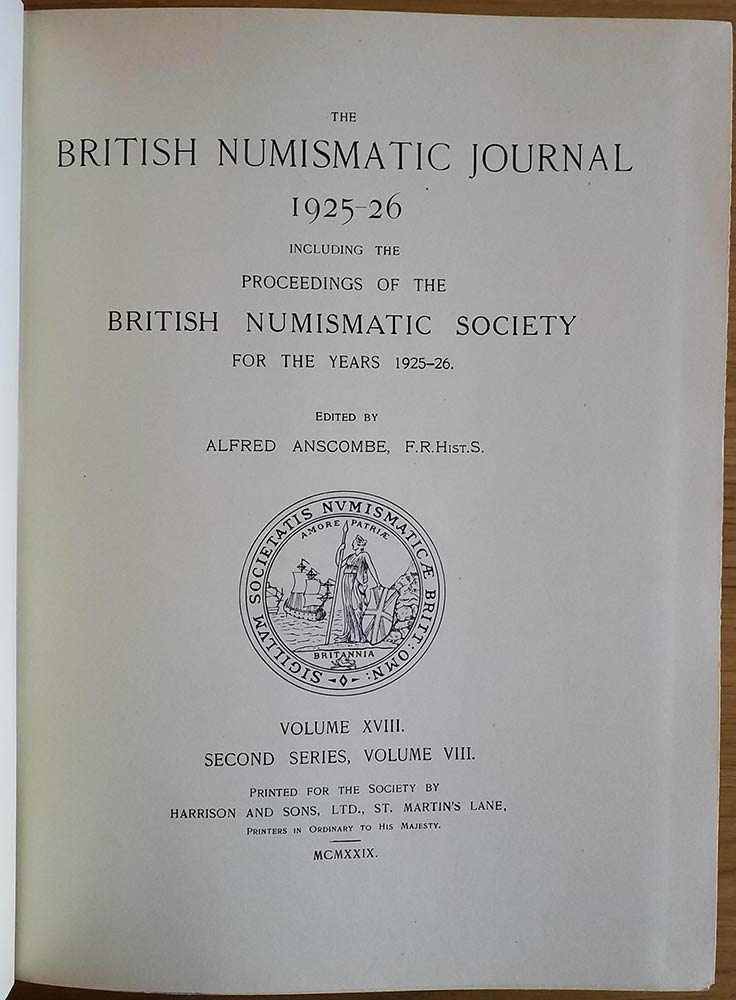 THE
BRITISH NUMISMATIC JOURNAL
1925-26
INCLUDING THE
PROCEEDINGS OF THE
BRITISH NUMISMATIC SOCIETY
FOR THE YEARS 1925-26.
EDITED BY
ALFRED ANSCOMBE, F.R.HIST.S.
SIGILLVM SOCIETATIS NVMISMATICÆ BRIT: OMN:
AMORE PATRIÆ
BRITANNIA
VOLUME XVIII.
SECOND SERIES, VOLUME VIII.
PRINTED FOR THE SOCIETY BY
HARRISON AND SONS, LTD., ST. MARTIN'S LANE,
PRINTERS IN ORDINARY TO HIS MAJESTY.
MCMXXIX.